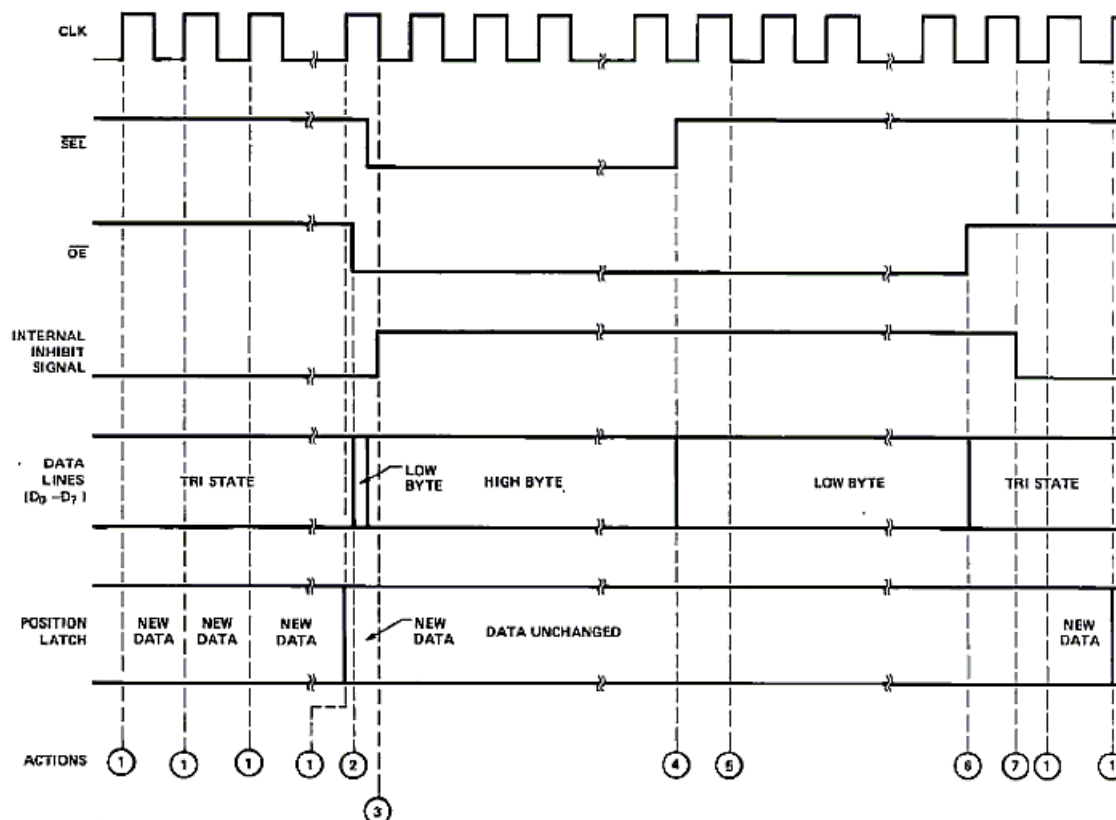 CLK
SEL
OE
INTERNAL
INHIBIT
SIGNAL
DATA
LINES
(D0 –D7)
TRI STATE
LOW
BYTE
HIGH BYTE
LOW BYTE
TRI STATE
POSITION
LATCH
NEW
DATA
NEW
DATA
NEW
DATA
NEW
DATA
DATA UNCHANGED
NEW
DATA
ACTIONS
1
1
1
1
2
3
4
5
6
7
1
1